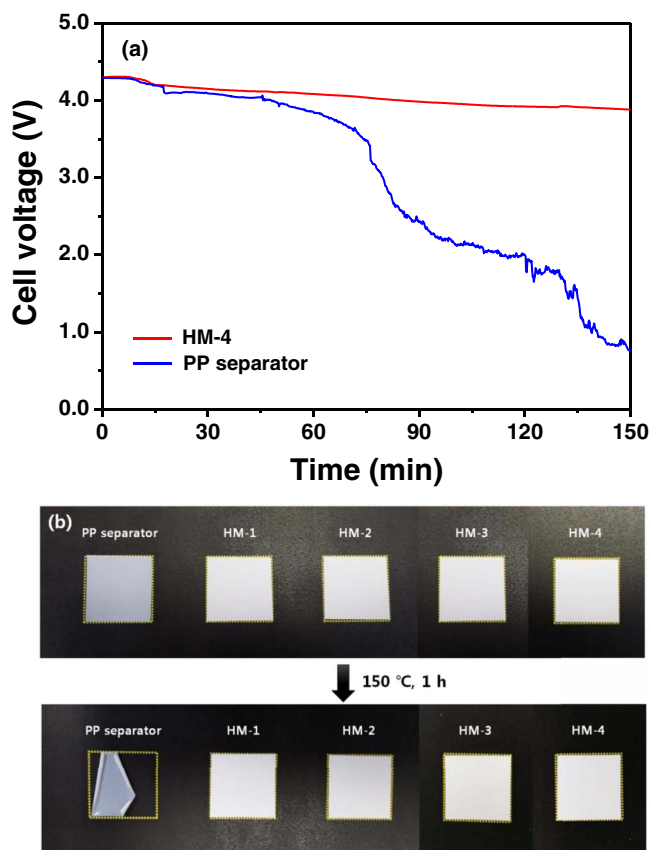 (a)
5.0
4.0
3.0
2.0
1.0
0.0
Cell voltage (V)
HM-4
PP separator
0 30 60 90 120 150
Time (min)
(b)
PP separator HM-1 HM-2 HM-3 HM-4
150 ℃, 1 h
PP separator HM-1 HM-2 HM-3 HM-4